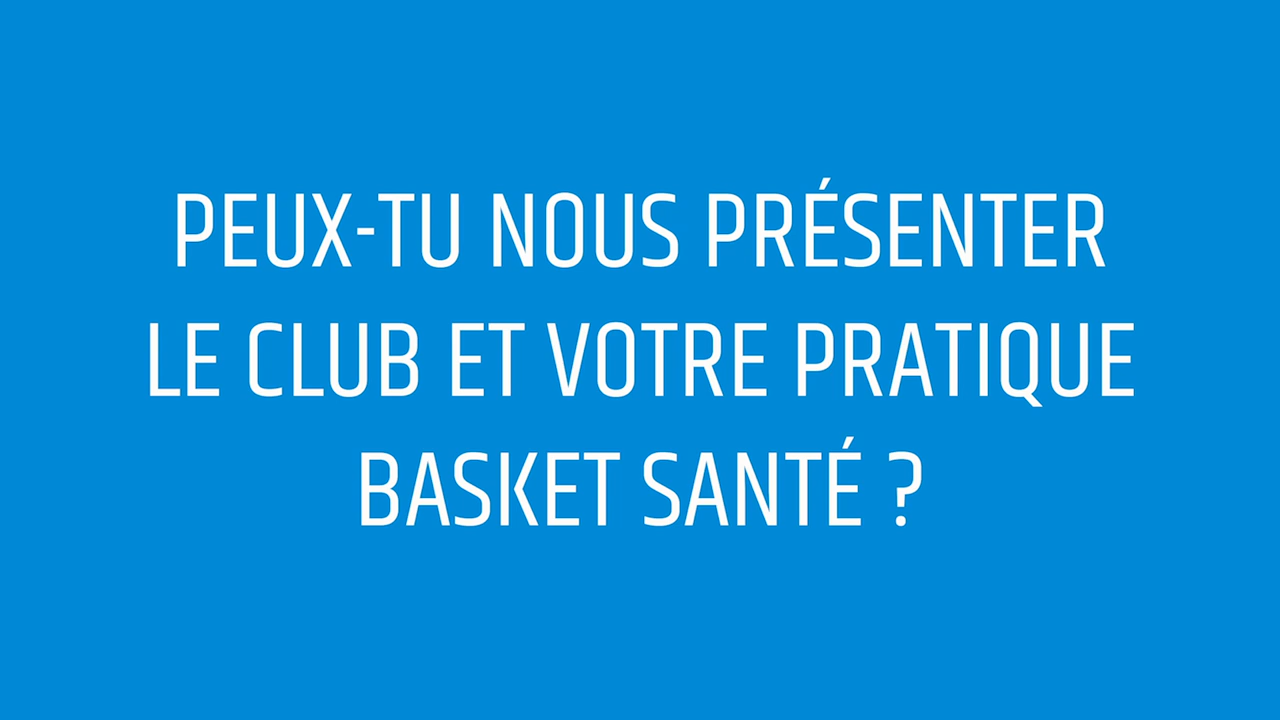 PEUX-TU NOUS PRÉSENTER
LE CLUB ET VOTRE PRATIQUE
BASKET SANTÉ ?